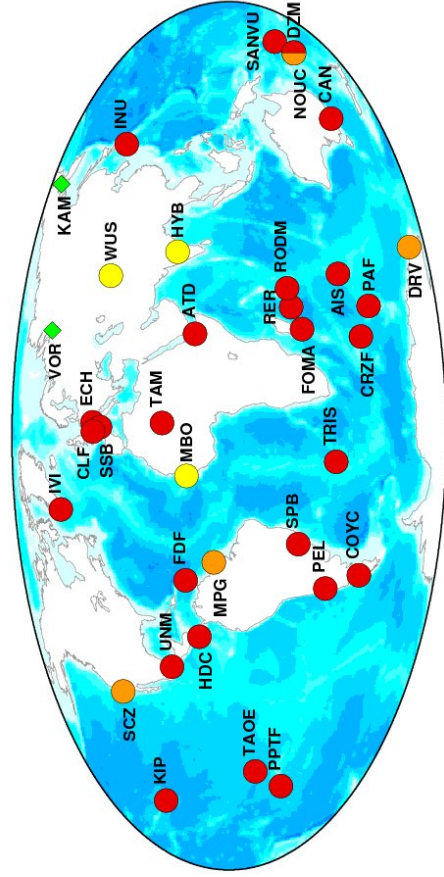 KAM
VOR
INU
WUS
IVI
CLF
ECH
SSB
HYB
SCZ
TAM
ATD
KIP
UNM
FDF
MBO
HDC
MPG
SANVU
DZM
NOUC
RODM
RER
TAOE
PPTF
SPB
FOMA
CAN
PEL
TRIS
AIS
COYC
CRZF
PAF
DRV